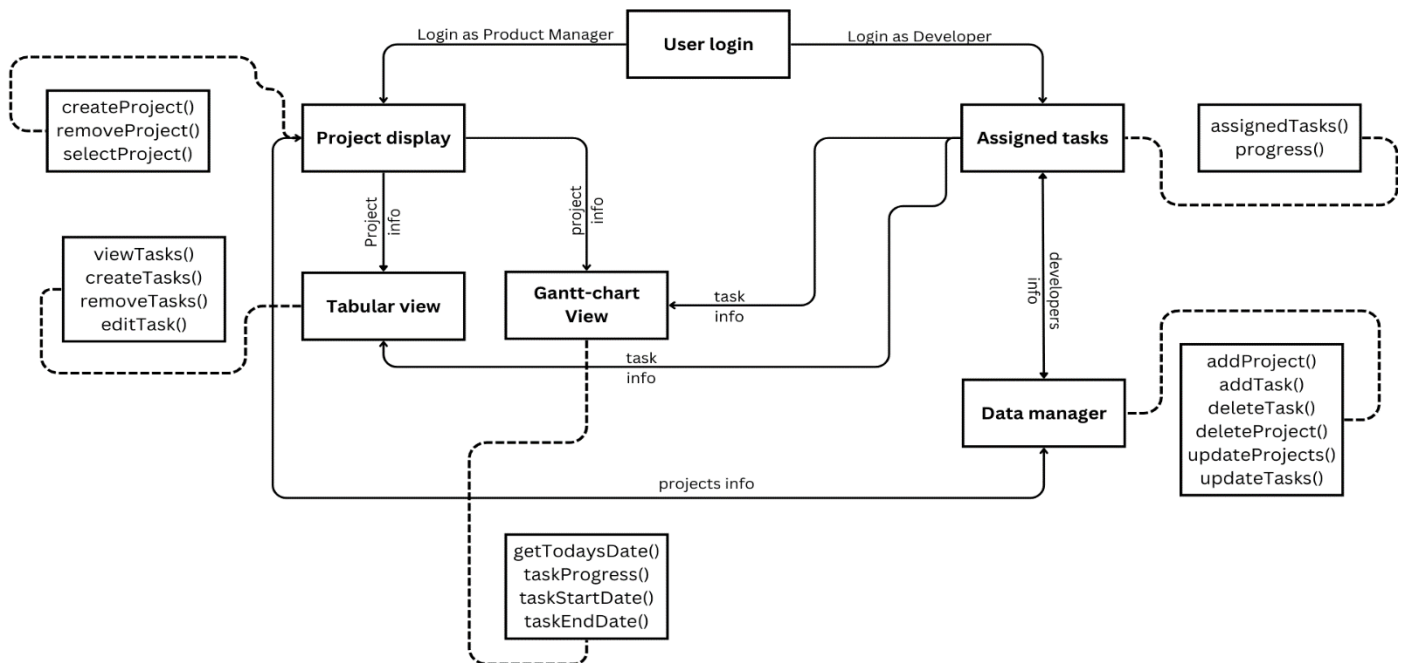 Login as Product Manager
User login
Login as Developer
createProject()
removeProject()
selectProject()
Project display
Assigned tasks
assignedTasks()
progress()
Project
info
project
info
viewTasks()
createTasks()
removeTasks()
editTask()
Tabular view
Gantt-chart
View
task
info
developers
info
task
info
Data manager
addProject()
addTask()
deleteTask()
deleteProject()
updateProjects()
updateTasks()
projects info
getTodaysDate()
taskProgress()
taskStartDate()
taskEndDate()